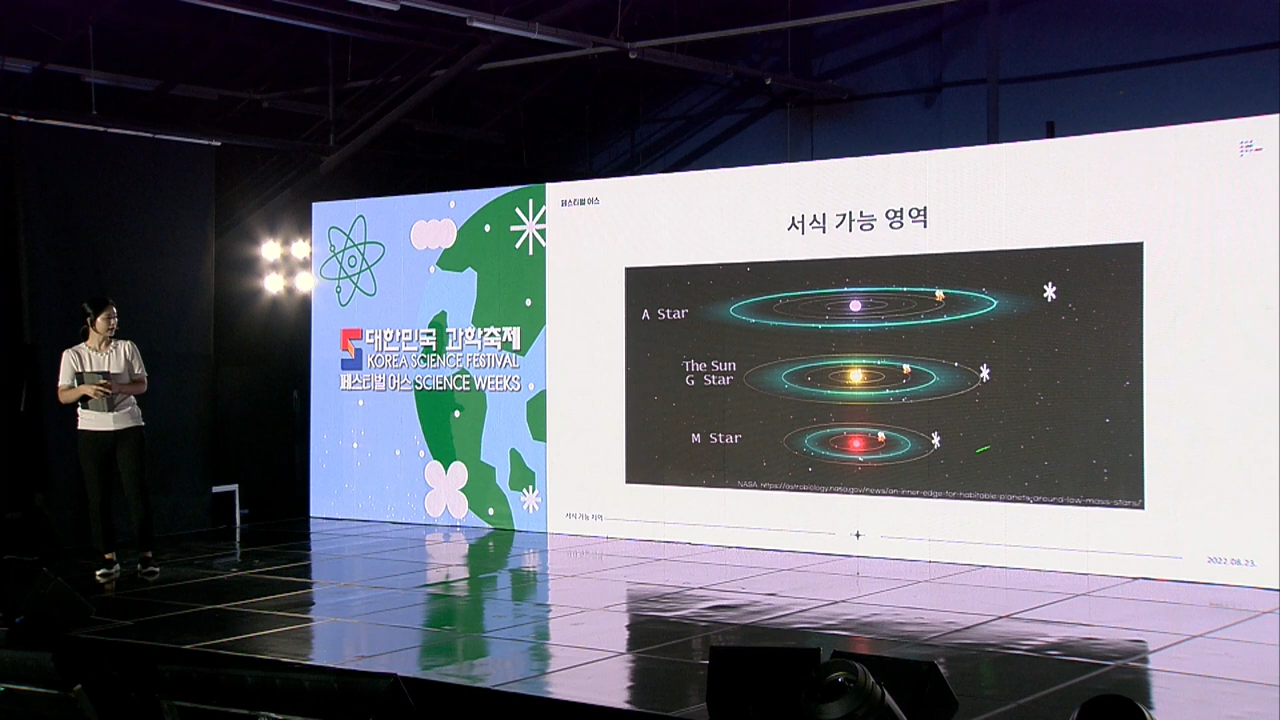 대한민국 과학축제
KOREA SCIENCE FESTIVAL
페스티벌 어스 SCIENCE WEEKS
페스티벌 어스
서식 가능 영역
A Star
The Sun
G Star
M Star
NASA https://astrobiology.nasa.gov/news/an-inner-edge-for-habitable-planets-around-low-mass-stars/
서식 가능 지역
2022.08.23.